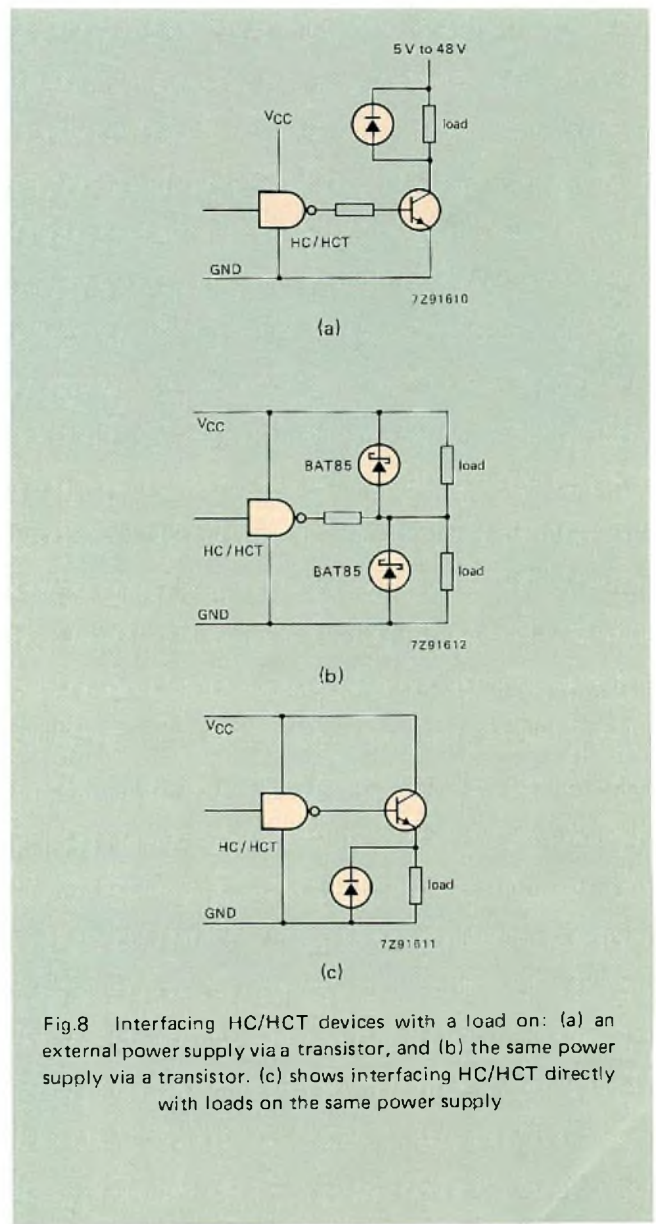 5 V to 48 V
VCC
load
HC/HCT
GND
7Z91610
(a)
VCC
BAT85
load
HC/HCT
BAT85
load
GND
7Z91612
(b)
VCC
HC/HCT
load
GND
7Z91611
(c)
Fig.8 Interfacing HC/HCT devices with a load on: (a) an
external power supply via a transistor, and (b) the same power
supply via a transistor. (c) shows interfacing HC/HCT directly
with loads on the same power supply